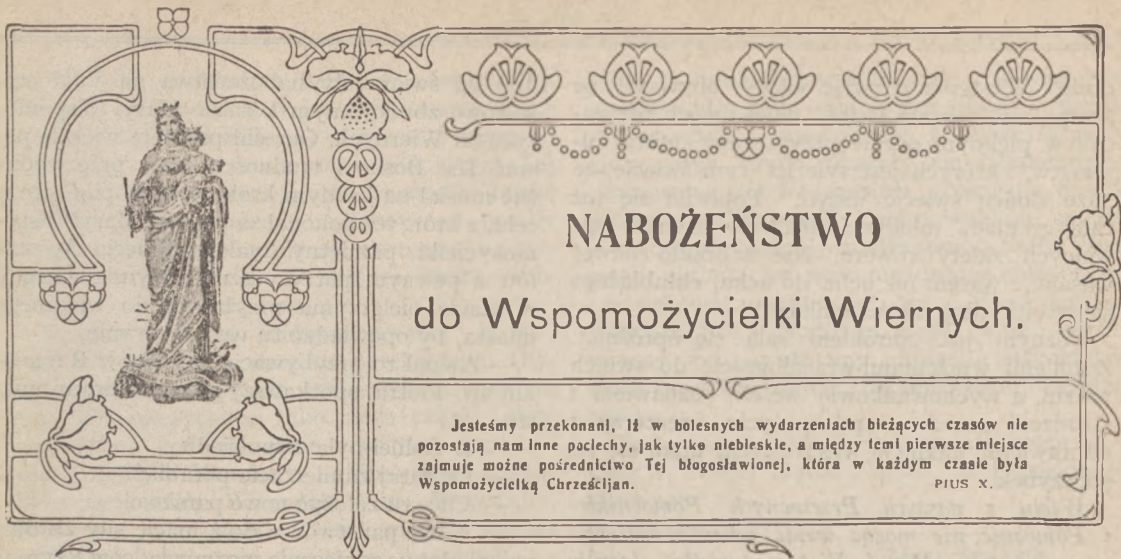 NABOŻEŃSTWO
do Wspomożycielki Wiernych.
Jesteśmy przekonani, że w bolesnych wydarzeniach bieżących czasów nie
pozostają nam inne pociechy, jak tylko niebieskie, a między temi pierwsze miejsce
zajmuje możne pośrednictwo Tej błogosławionej, która w każdym czasie była
Wspomożycielką Chrześcijan. PIUS X.